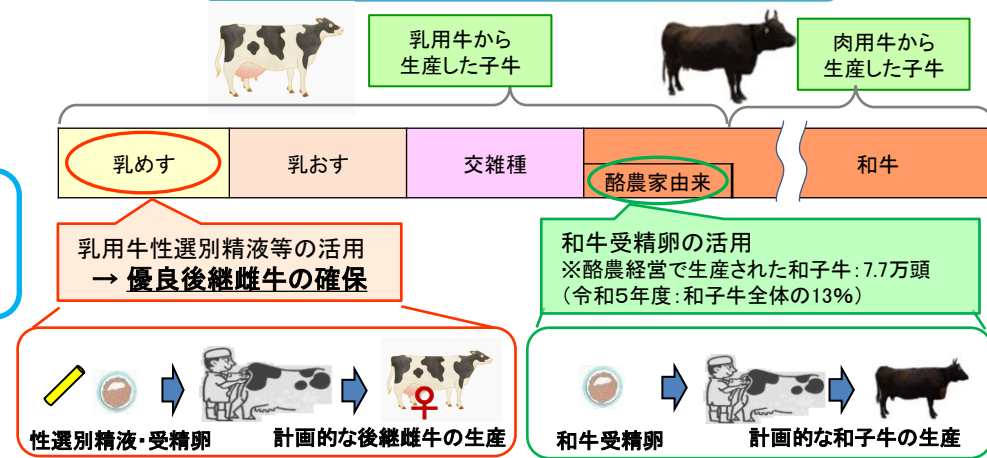 乳用牛から
生産した子牛
肉用牛から
生産した子牛
乳めす
乳おす
交雑種
酪農家由来
和牛
乳用牛性選別精液等の活用
→ 優良後継雌牛の確保
和牛受精卵の活用
※酪農経営で生産された和子牛：7.7万頭
（令和５年度：和子牛全体の13%）
性選別精液・受精卵
計画的な後継雌牛の生産
和牛受精卵
計画的な和子牛の生産